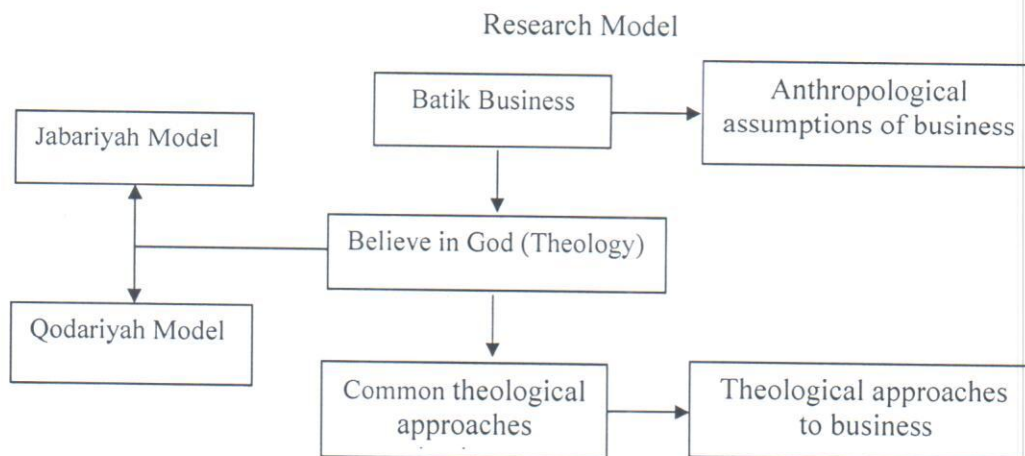 Research Model
Batik Business
Anthropological
assumptions of business
Jabariyah Model
Believe in God (Theology)
Qodariyah Model
Common theological
approaches
Theological approaches
to business